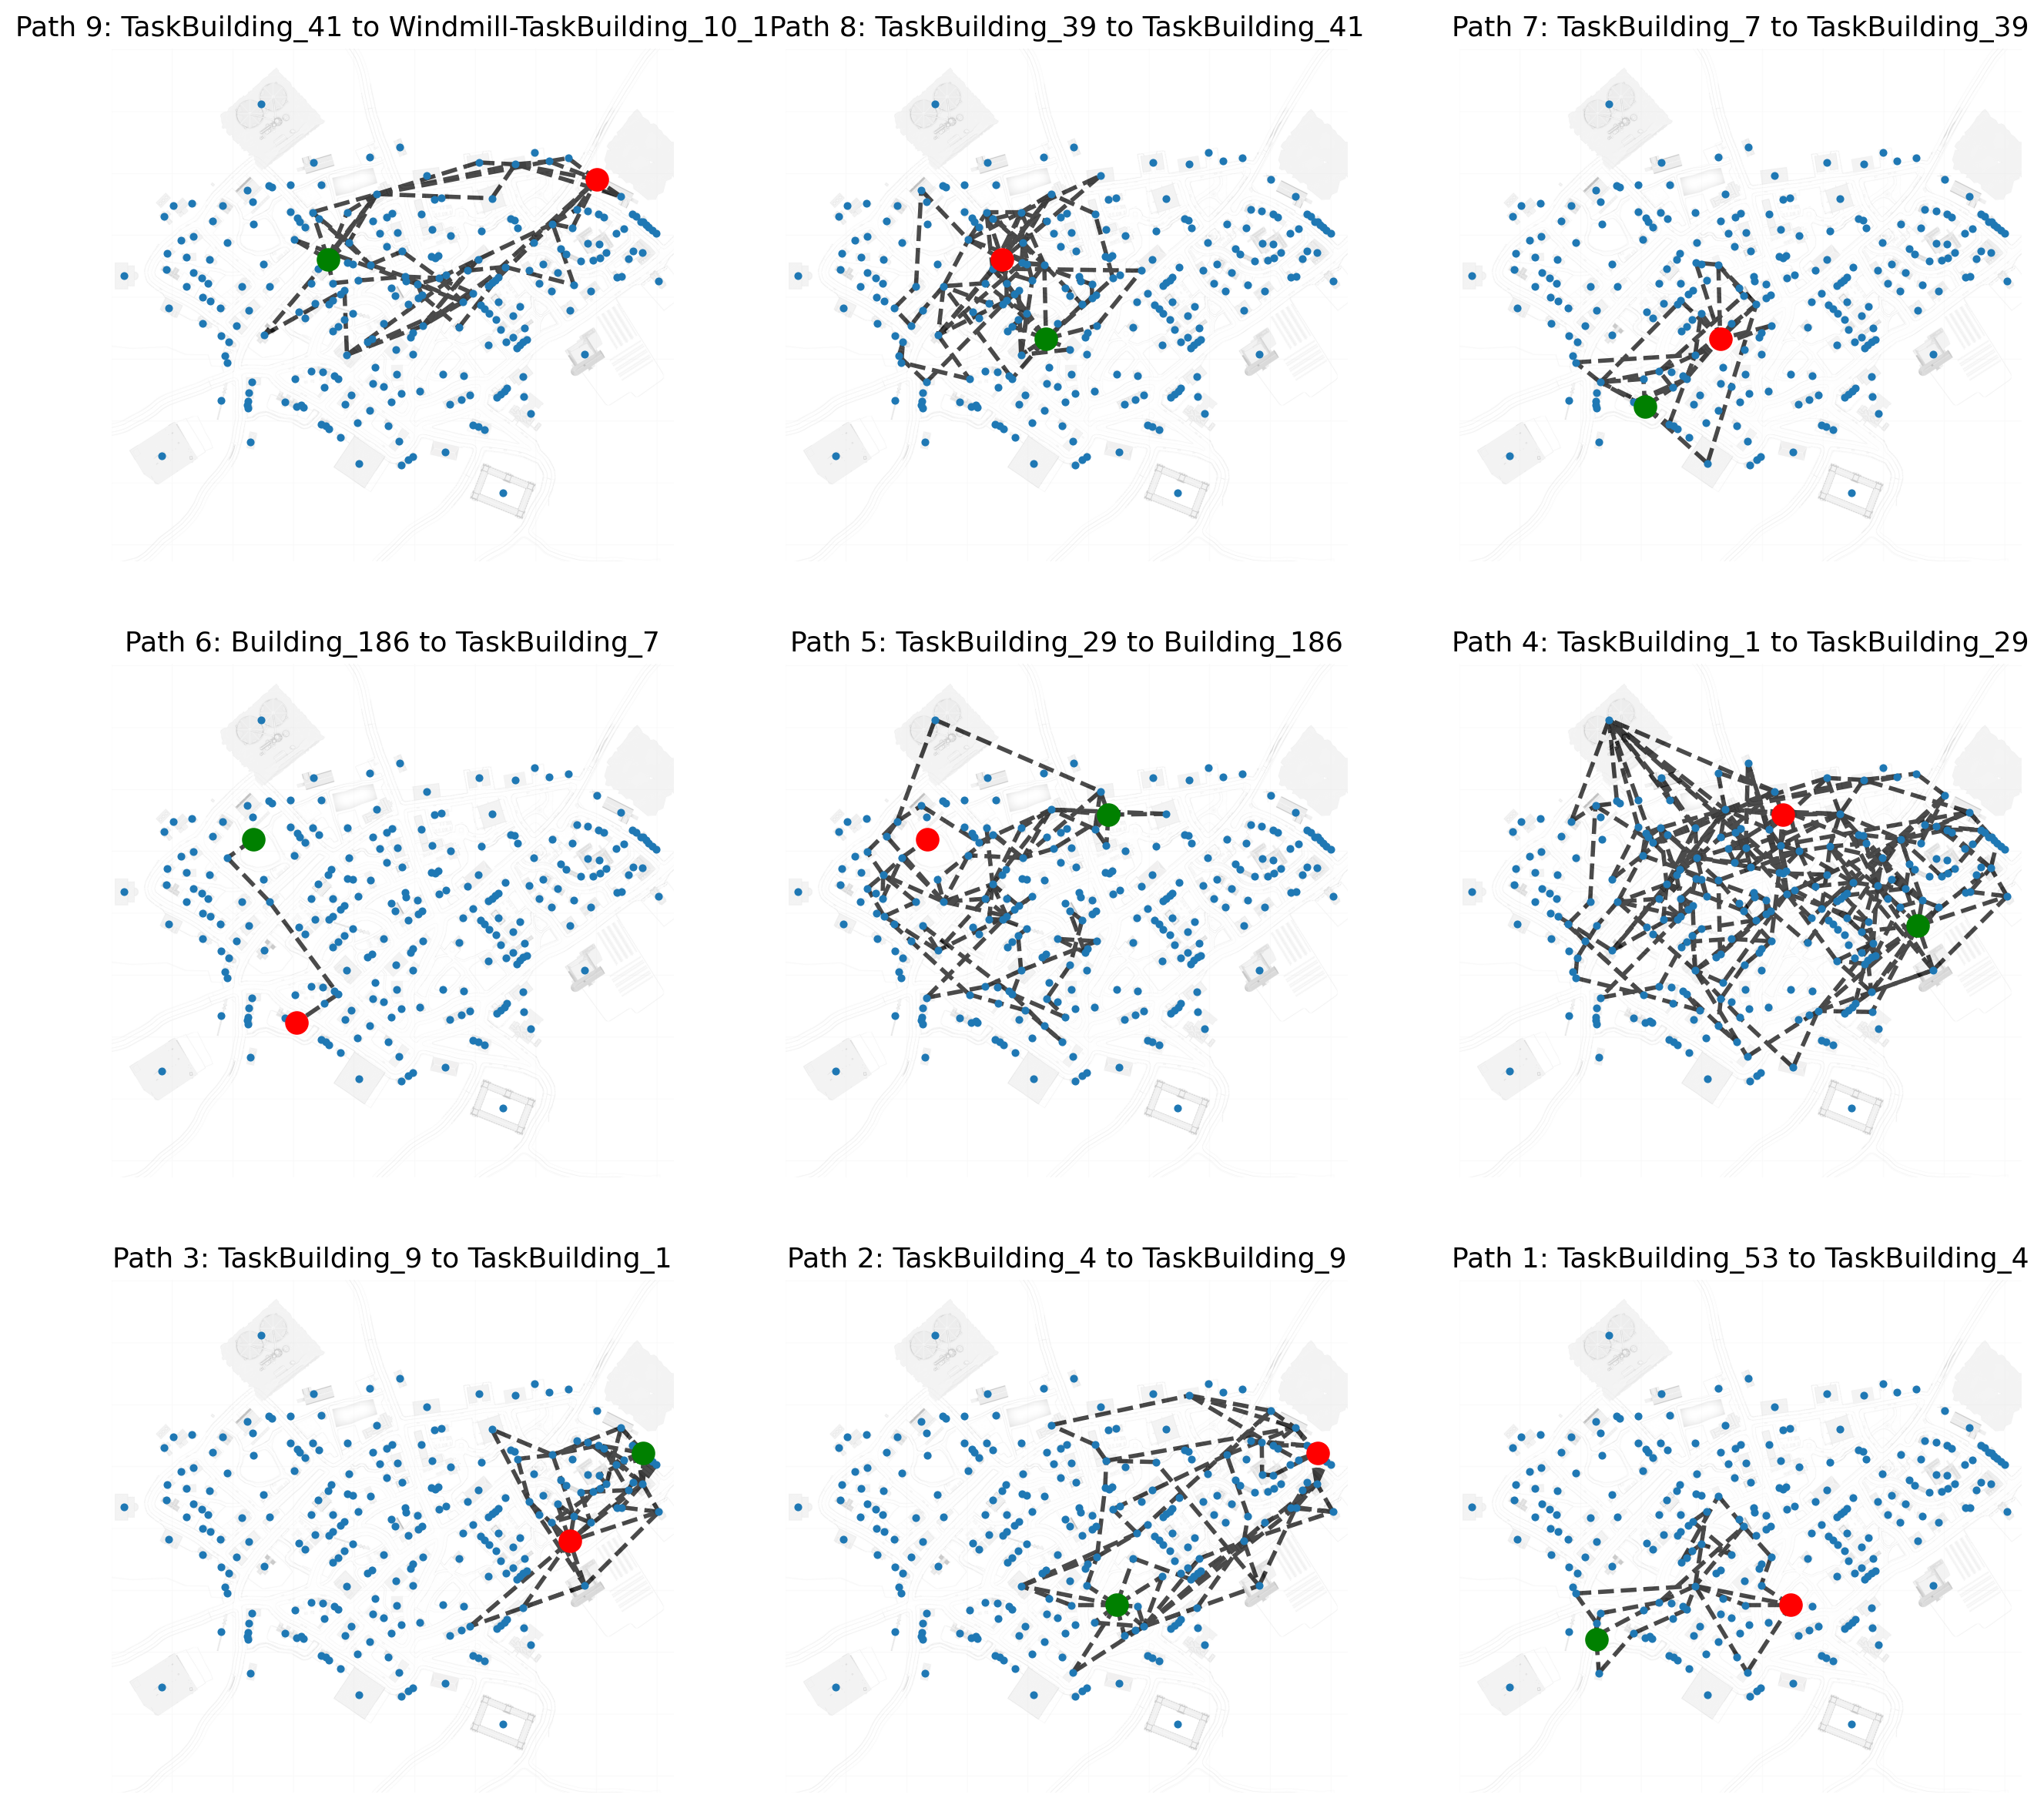 Path 9: TaskBuilding_41 to Windmill-TaskBuilding_10_1
Path 8: TaskBuilding_39 to TaskBuilding_41
Path 7: TaskBuilding_7 to TaskBuilding_39
Path 6: Building_186 to TaskBuilding_7
Path 5: TaskBuilding_29 to Building_186
Path 4: TaskBuilding_1 to TaskBuilding_29
Path 3: TaskBuilding_9 to TaskBuilding_1
Path 2: TaskBuilding_4 to TaskBuilding_9
Path 1: TaskBuilding_53 to TaskBuilding_4